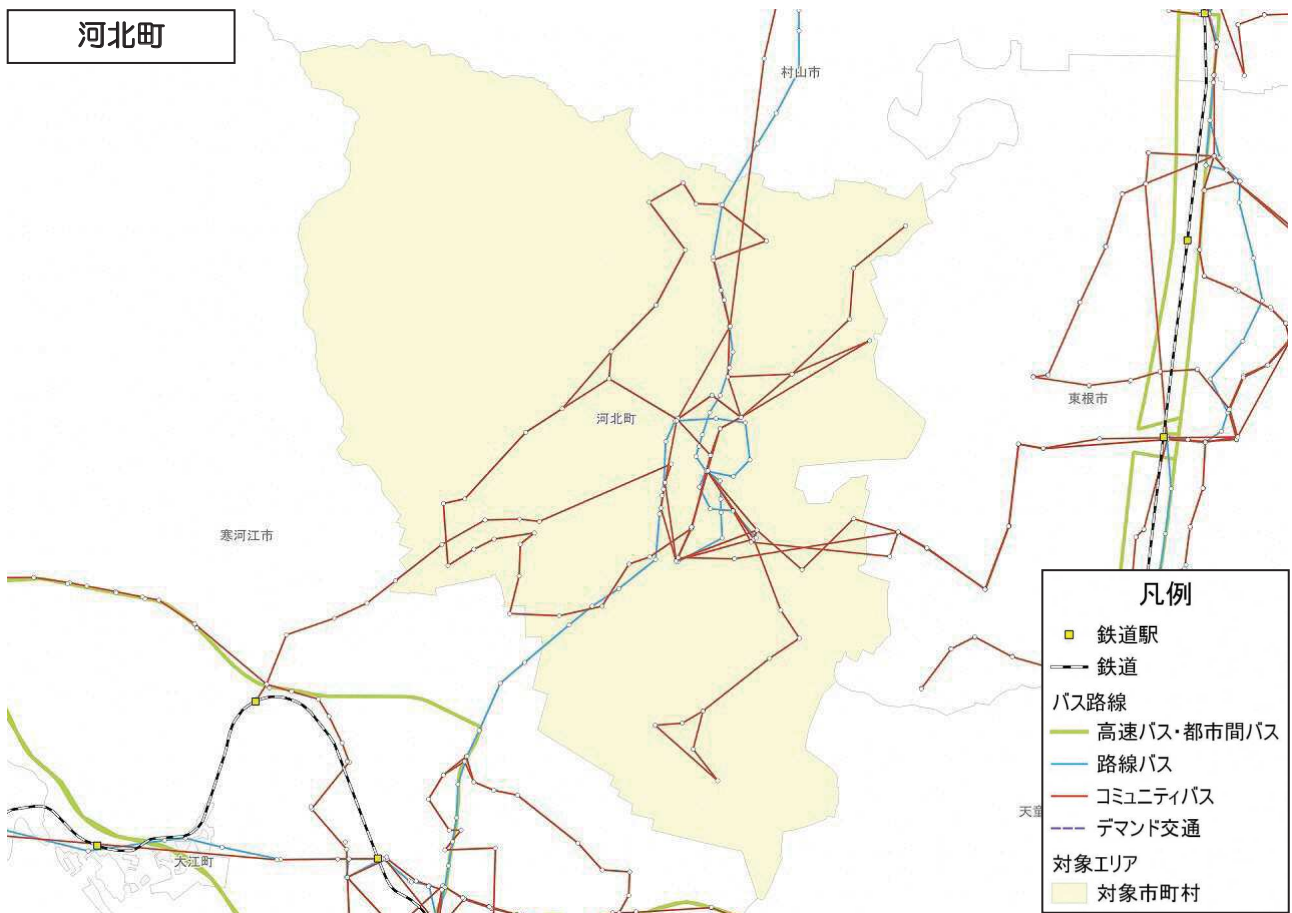 河北町
村山市
東根市
河北町
寒河江市
大江町
天童
凡例
鉄道駅
鉄道
バス路線
高速バス・都市間バス
路線バス
コミュニティバス
デマンド交通
対象エリア
対象市町村